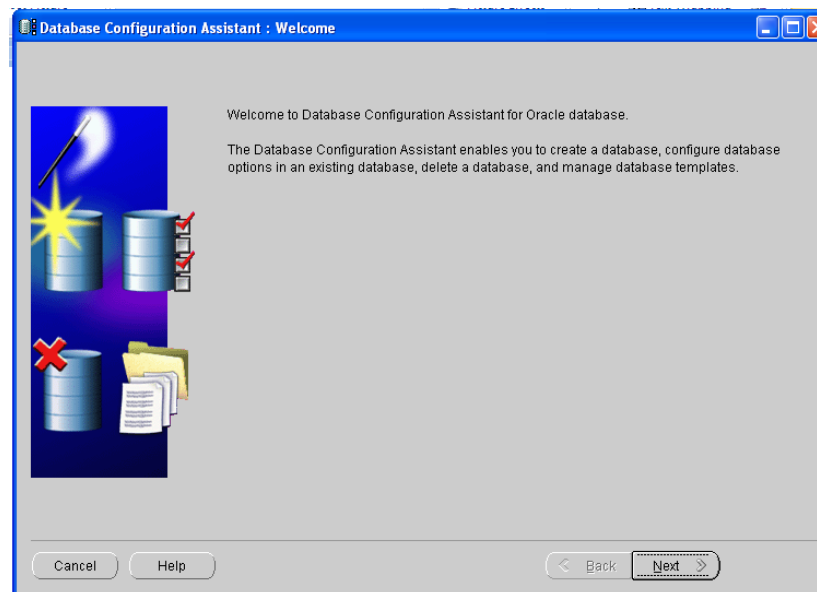 Database Configuration Assistant : Welcome
Welcome to Database Configuration Assistant for Oracle database.
The Database Configuration Assistant enables you to create a database, configure database
options in an existing database, delete a database, and manage database templates.
Cancel Help Back Next